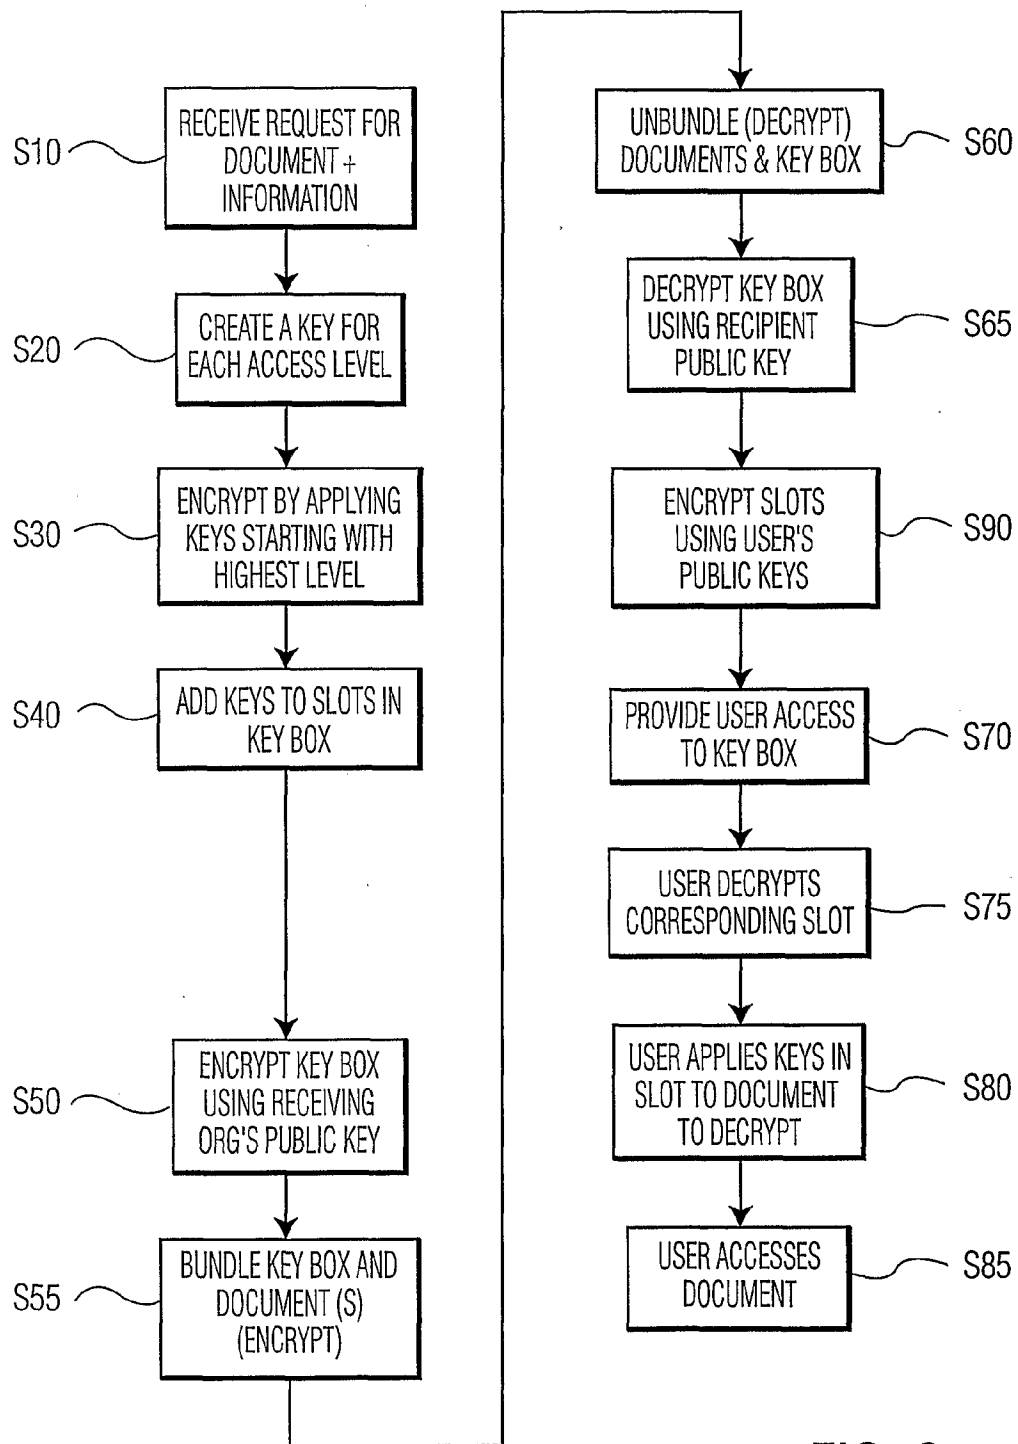 S10
RECEIVE REQUEST FOR
DOCUMENT +
INFORMATION
S20
CREATE A KEY FOR
EACH ACCESS LEVEL
S30
ENCRYPT BY APPLYING
KEYS STARTING WITH
HIGHEST LEVEL
S40
ADD KEYS TO SLOTS IN
KEY BOX
S50
ENCRYPT KEY BOX
USING RECEIVING
ORG'S PUBLIC KEY
S55
BUNDLE KEY BOX AND
DOCUMENT (S)
(ENCRYPT)
UNBUNDLE (DECRYPT)
DOCUMENTS & KEY BOX
S60
DECRYPT KEY BOX
USING RECIPIENT
PUBLIC KEY
S65
ENCRYPT SLOTS
USING USER'S
PUBLIC KEYS
S90
PROVIDE USER ACCESS
TO KEY BOX
S70
USER DECRYPTS
CORRESPONDING SLOT
S75
USER APPLIES KEYS IN
SLOT TO DOCUMENT
TO DECRYPT
S80
USER ACCESSES
DOCUMENT
S85